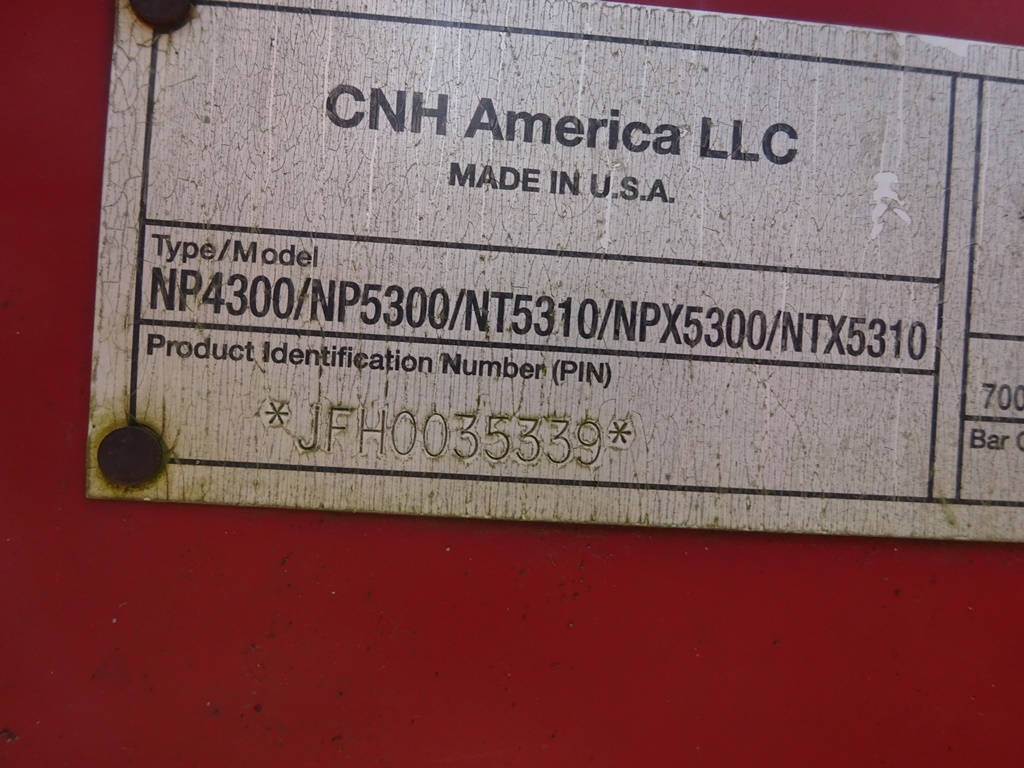 CNH America LLC
MADE IN U.S.A.
Type/Model
NP4300/NP5300/NT5310/NPX5300/NTX5310
Product Identification Number (PIN)
*JFH0035339*
700
Bar